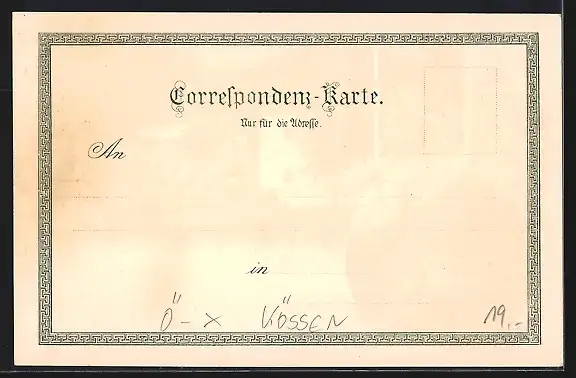 Correspondenz-Karte.
Nur für die Adresse.
An
in
Ö-X KÖSSEN 19,-